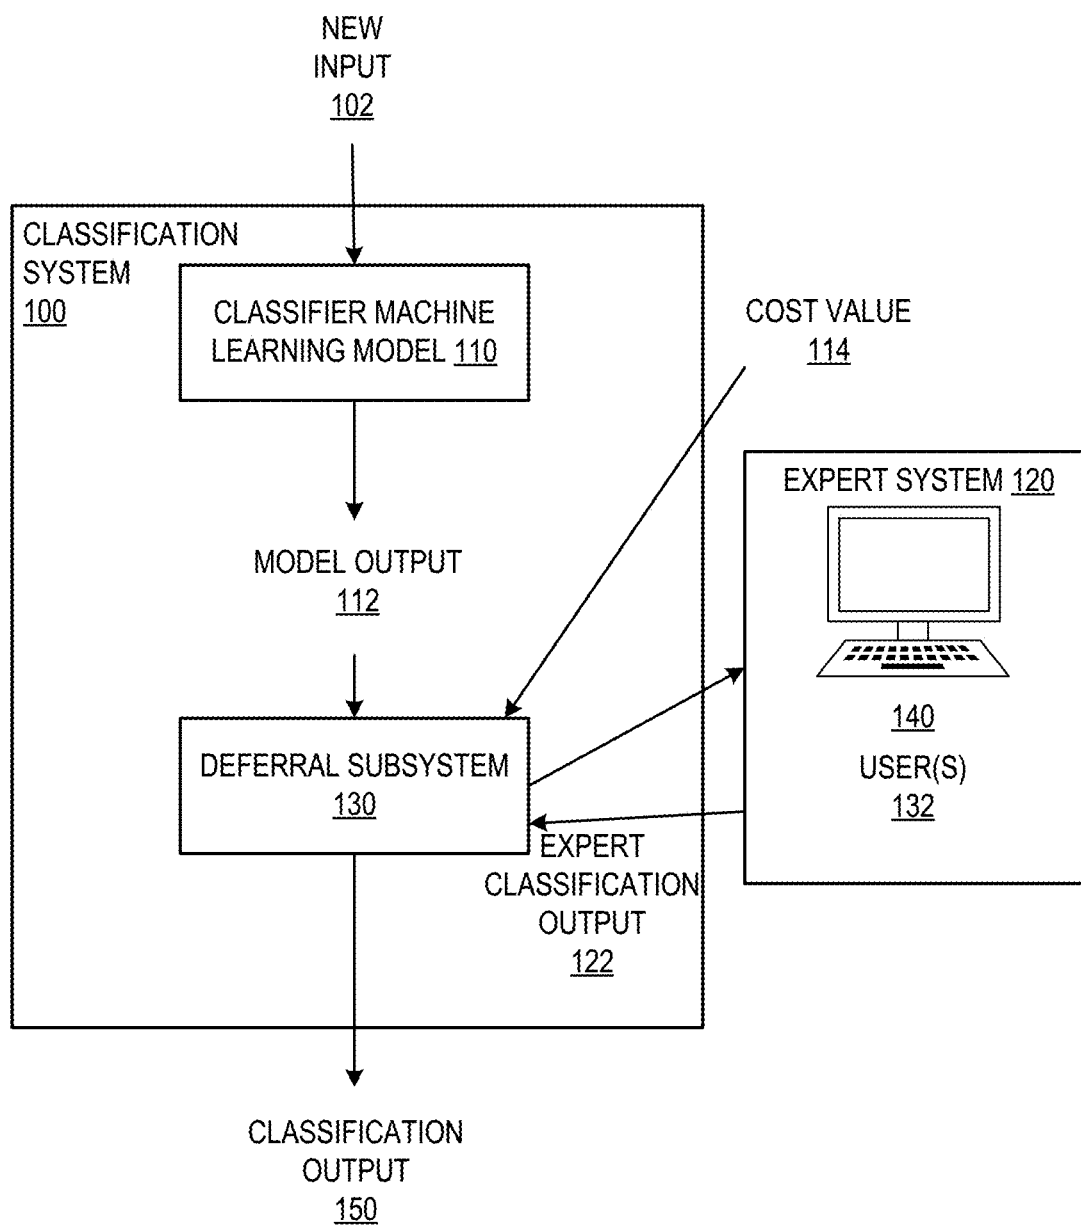 NEW
INPUT
102
CLASSIFICATION
SYSTEM
100
CLASSIFIER MACHINE
LEARNING MODEL 110
COST VALUE
114
MODEL OUTPUT
112
EXPERT SYSTEM 120
140
USER(S)
132
DEFERRAL SUBSYSTEM
130
EXPERT
CLASSIFICATION
OUTPUT
122
CLASSIFICATION
OUTPUT
150